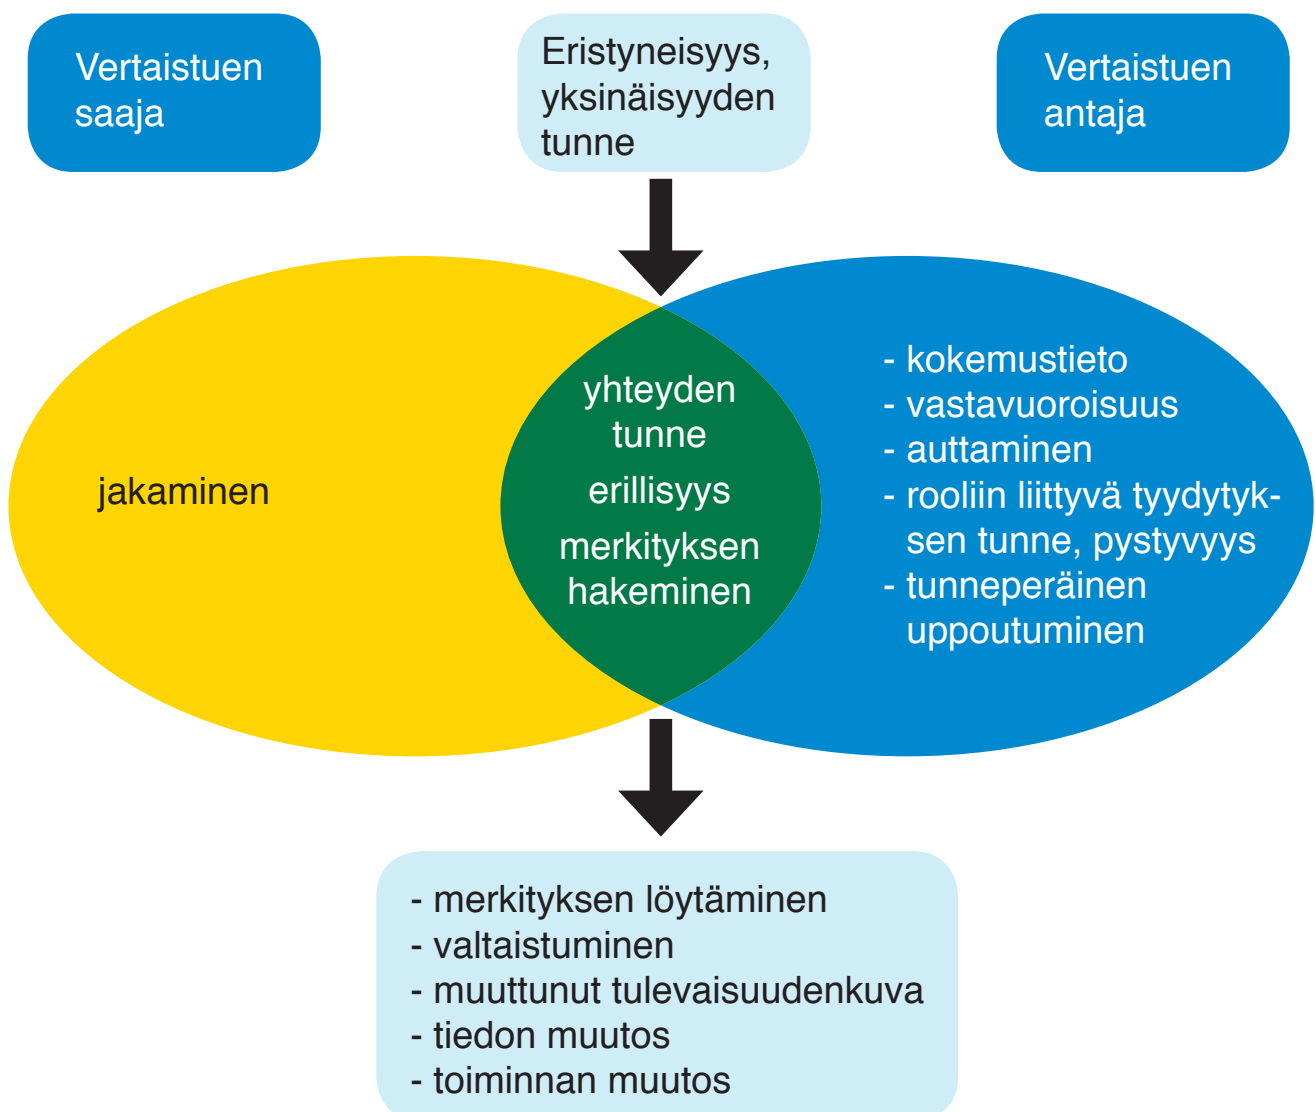 Vertaistuen
saaja
Eristyneisyys,
yksinäisyyden
tunne
Vertaistuen
antaja
jakaminen
yhteyden
tunne
erillisyys
merkityksen
hakeminen
- kokemustieto
- vastavuoroisuus
- auttaminen
- rooliin liittyvä tyydytyk-
sen tunne, pystyvyys
- tunneperäinen
uppoutuminen
- merkityksen löytäminen
- valtaistuminen
- muuttunut tulevaisuudenkuva
- tiedon muutos
- toiminnan muutos